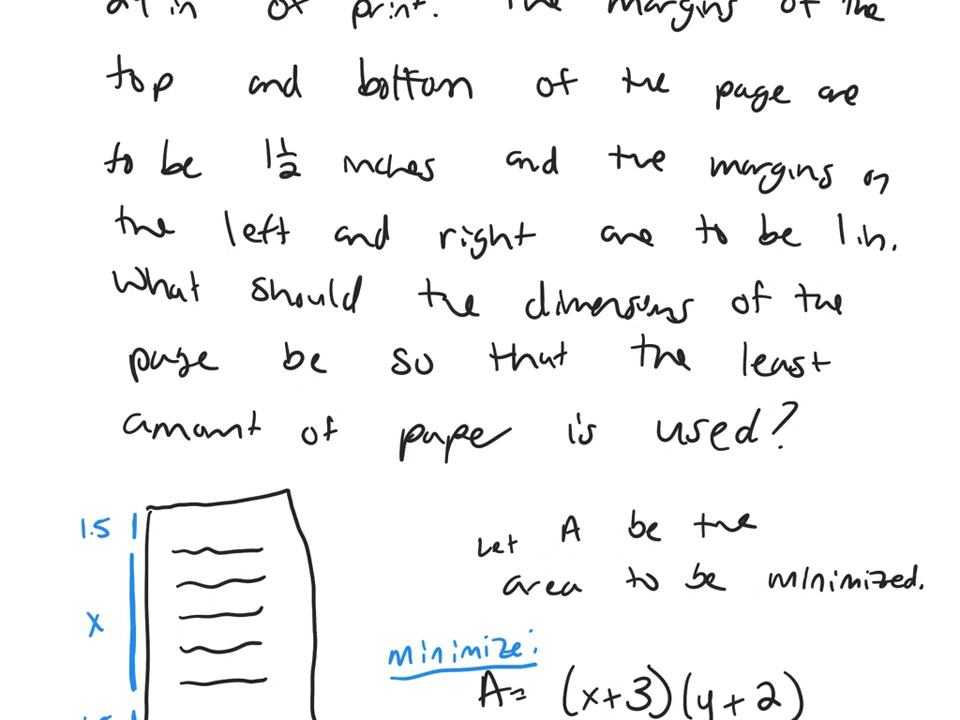 in of print. The margins of the
top and bottom of the page are
to be 1 1/2 inches and the margins on
the left and right are to be 1 in.
What should the dimensions of the
page be so that the least
amount of paper is used?
1.5
Let A be the
area to be minimized.
x
minimize:
A= (x+3)(y+2)